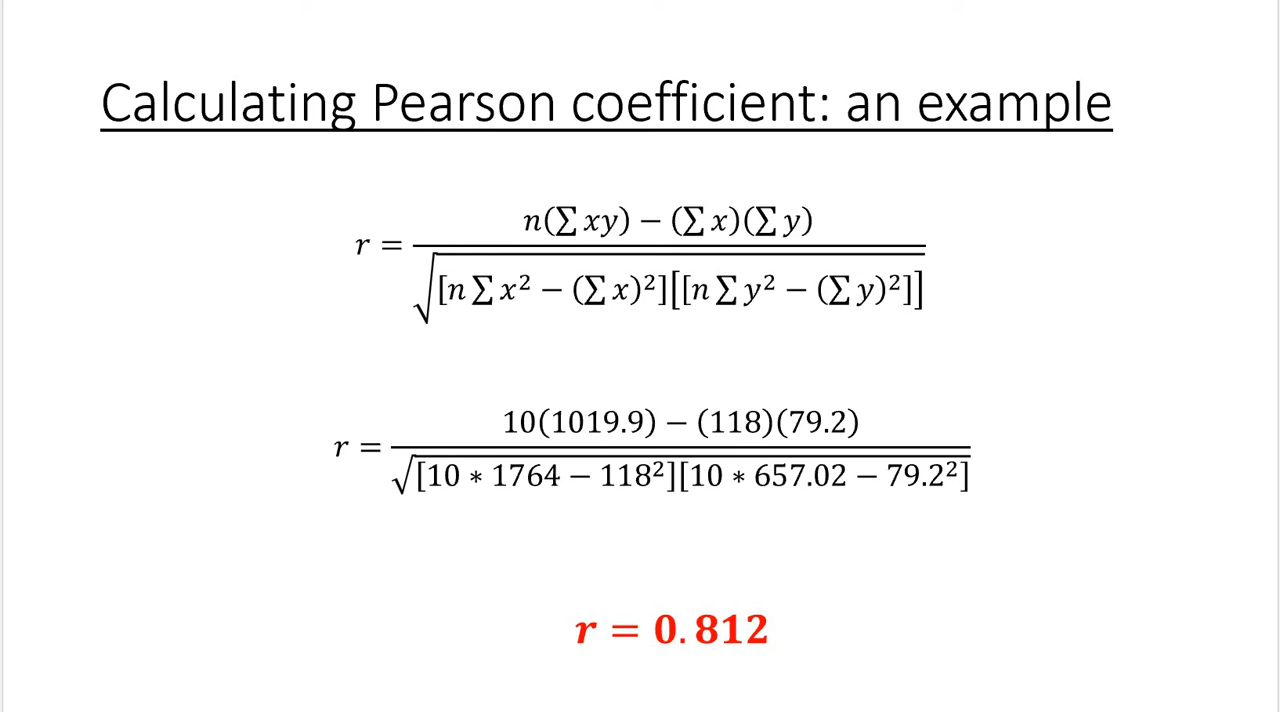 Calculating Pearson coefficient: an example
r = n(∑ xy) − (∑ x)(∑ y) / √[n ∑ x² − (∑ x)²][[n ∑ y² − (∑ y)²]]
r = 10(1019.9) − (118)(79.2) / √[10 ∗ 1764 − 118²][10 ∗ 657.02 − 79.2²]
r = 0.812